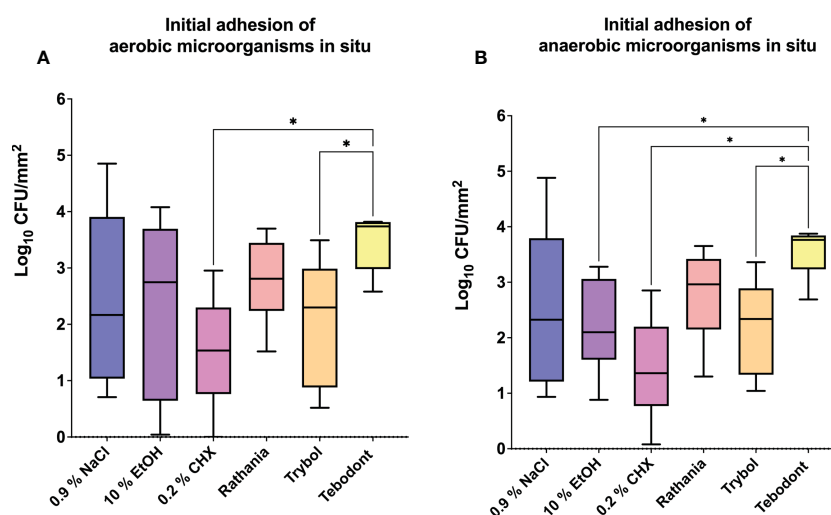 Initial adhesion of
aerobic microorganisms in situ
A
Log10 CFU/mm2
6
5
4
3
2
1
0
*
*
0.9 % NaCl
10 % EtOH
0.2 % CHX
Rathania
Trybol
Tebodont
Initial adhesion of
anaerobic microorganisms in situ
B
Log10 CFU/mm2
6
5
4
3
2
1
0
*
*
*
0.9 % NaCl
10 % EtOH
0.2 % CHX
Rathania
Trybol
Tebodont